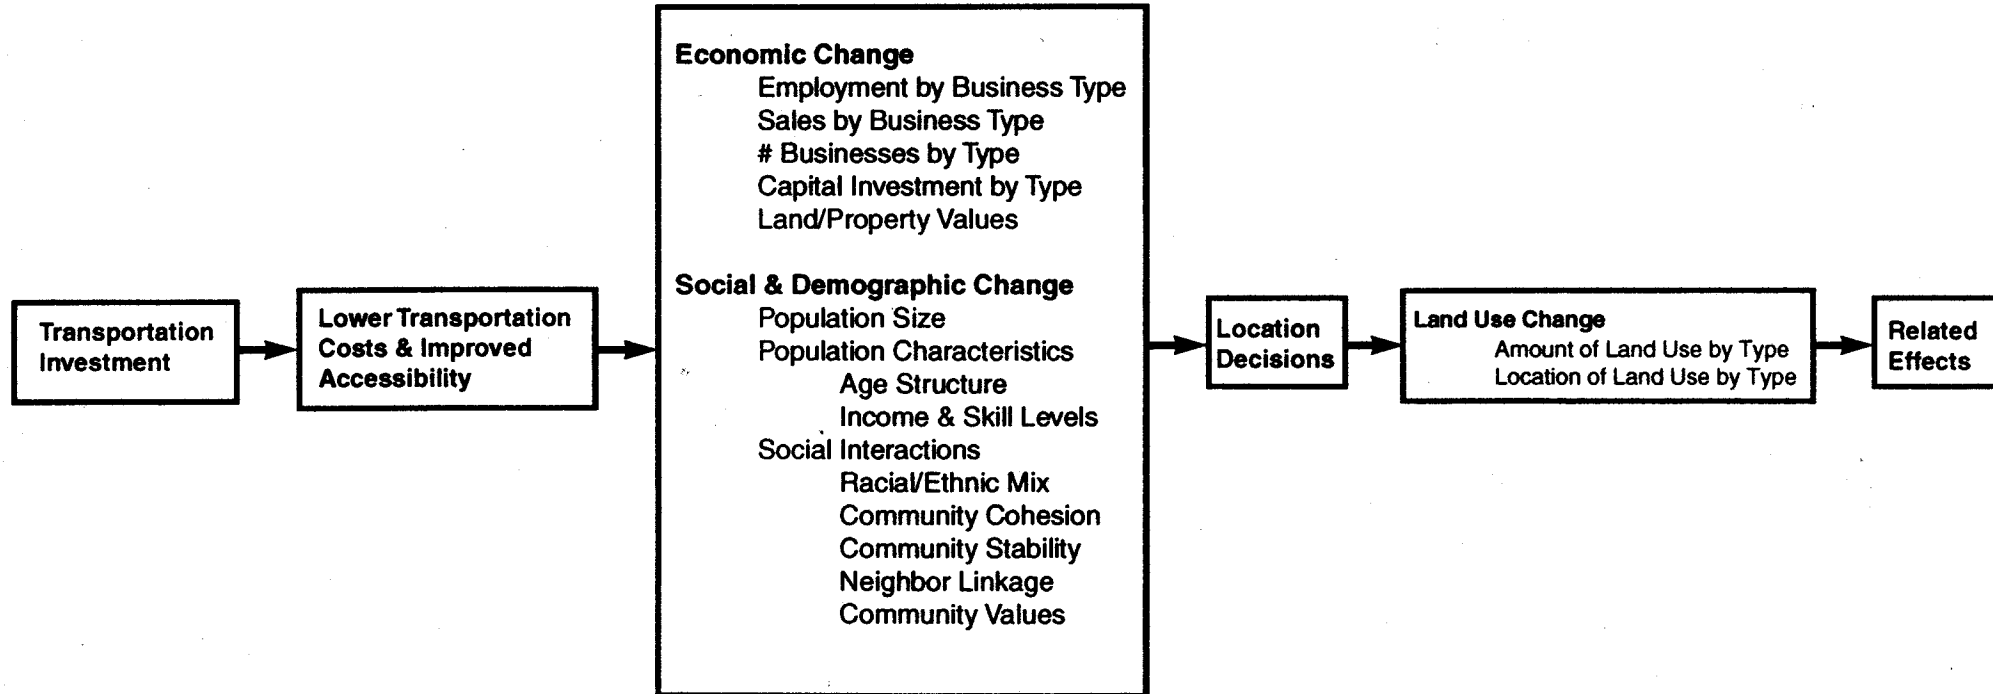 Transportation
Investment
Lower Transportation
Costs & Improved
Accessibility
Economic Change
Employment by Business Type
Sales by Business Type
# Businesses by Type
Capital Investment by Type
Land/Property Values
Social & Demographic Change
Population Size
Population Characteristics
Age Structure
Income & Skill Levels
Social Interactions
Racial/Ethnic Mix
Community Cohesion
Community Stability
Neighbor Linkage
Community Values
Location
Decisions
Land Use Change
Amount of Land Use by Type
Location of Land Use by Type
Related
Effects